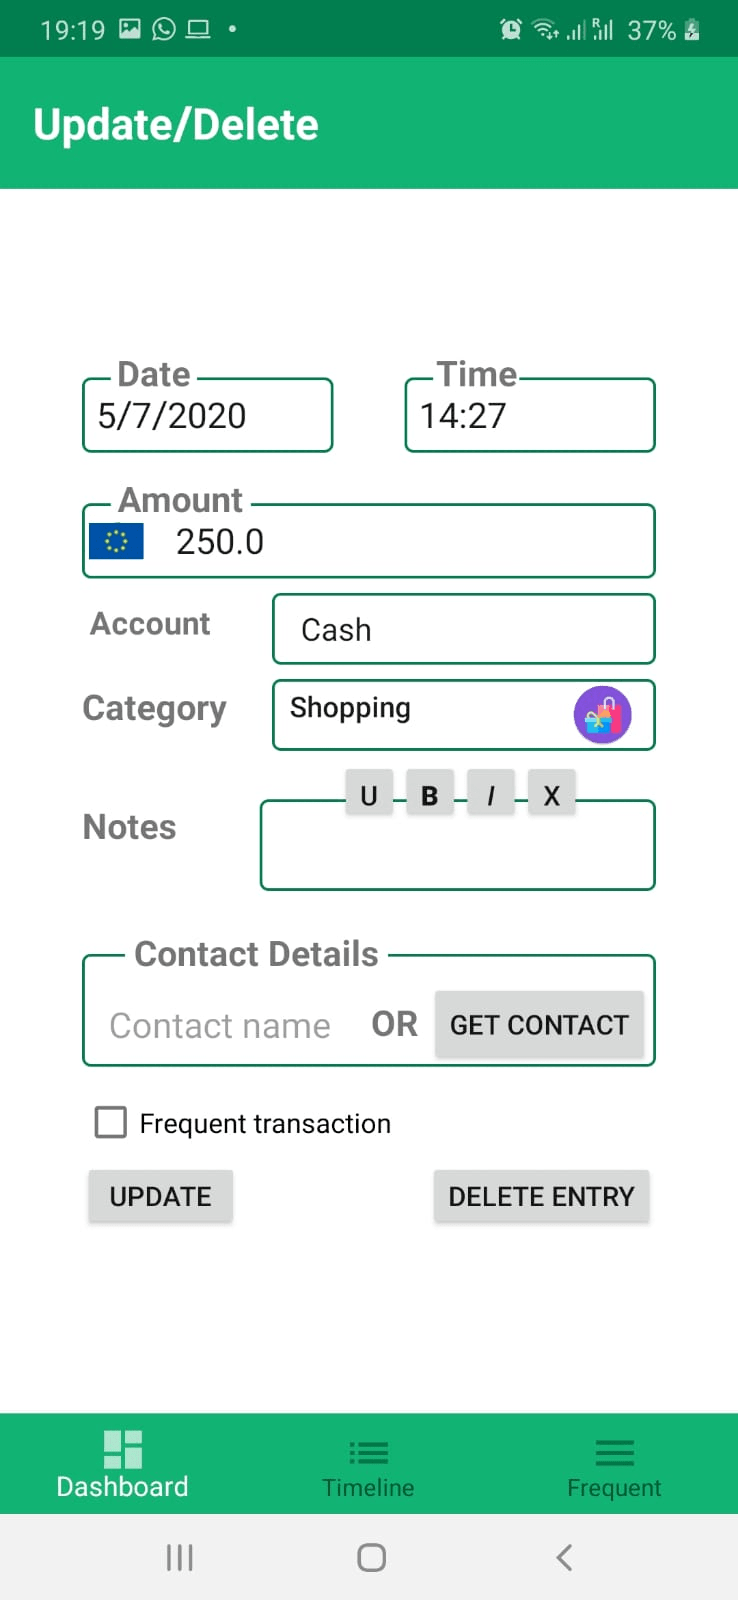 19:19 37%
Update/Delete
Date Time
5/7/2020 14:27
Amount
250.0
Account Cash
Category Shopping
U B I X
Notes
Contact Details
Contact name OR GET CONTACT
Frequent transaction
UPDATE DELETE ENTRY
Dashboard Timeline Frequent